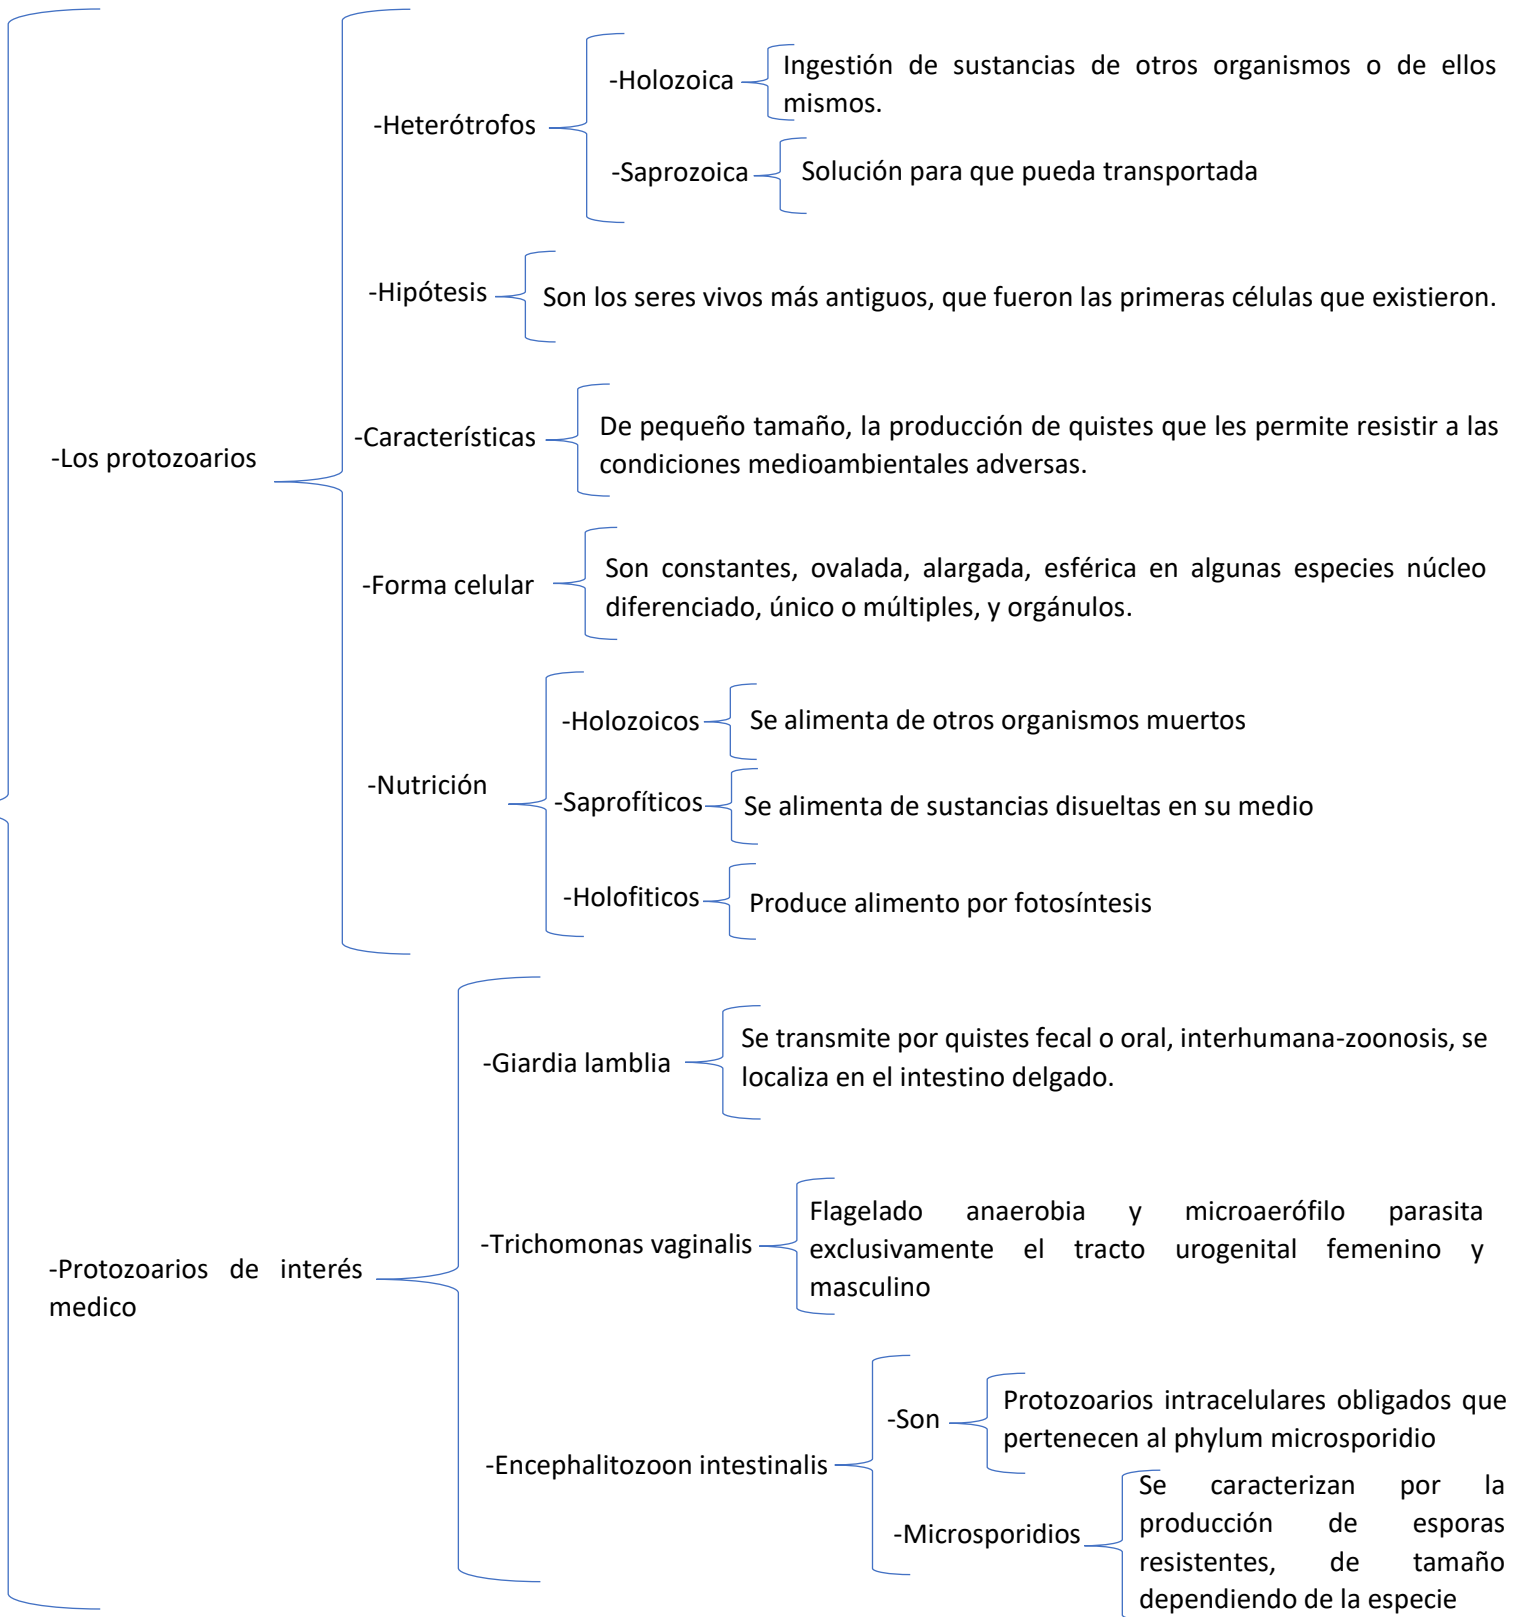 -Los protozoarios
-Heterótrofos
-Holozoica
Ingestión de sustancias de otros organismos o de ellos
mismos.
-Saprozoica
Solución para que pueda transportada
-Hipótesis
Son los seres vivos más antiguos, que fueron las primeras células que existieron.
-Características
De pequeño tamaño, la producción de quistes que les permite resistir a las
condiciones medioambientales adversas.
-Forma celular
Son constantes, ovalada, alargada, esférica en algunas especies núcleo
diferenciado, único o múltiples, y orgánulos.
-Nutrición
-Holozoicos
Se alimenta de otros organismos muertos
-Saprofíticos
Se alimenta de sustancias disueltas en su medio
-Holofiticos
Produce alimento por fotosíntesis
-Protozoarios de interés
medico
-Giardia lamblia
Se transmite por quistes fecal o oral, interhumana-zoonosis, se
localiza en el intestino delgado.
-Trichomonas vaginalis
Flagelado anaerobia y microaerófilo parasita
exclusivamente el tracto urogenital femenino y
masculino
-Encephalitozoon intestinalis
-Son
Protozoarios intracelulares obligados que
pertenecen al phylum microsporidio
-Microsporidios
Se caracterizan por la
producción de esporas
resistentes, de tamaño
dependiendo de la especie